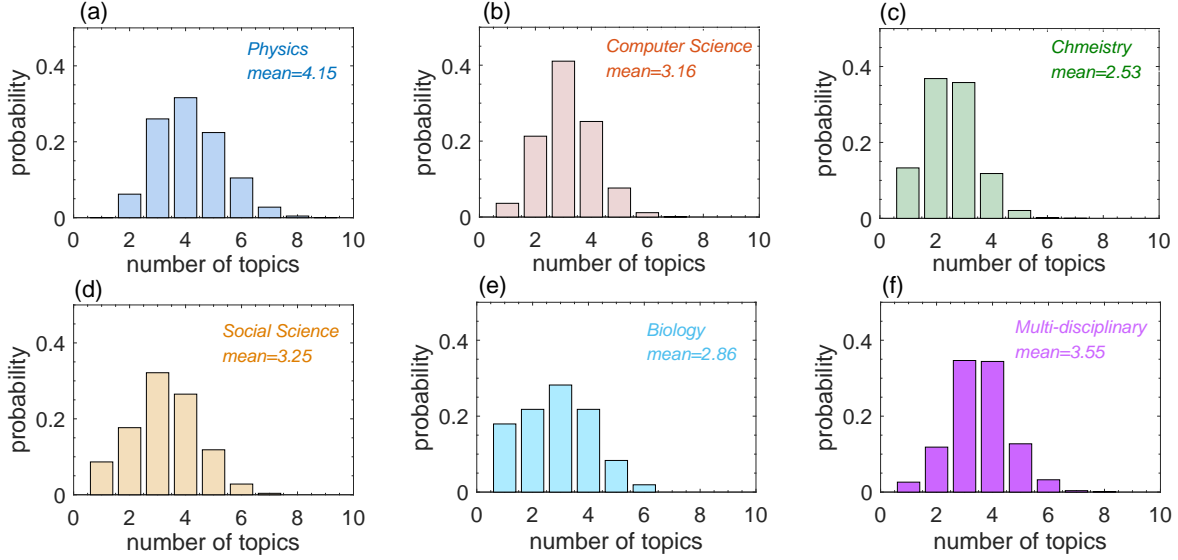 (a)
Physics
mean=4.15
probability
0.4
0.2
0
0 2 4 6 8 10
number of topics
(b)
Computer Science
mean=3.16
probability
0.4
0.2
0
0 2 4 6 8 10
number of topics
(c)
Chmeistry
mean=2.53
probability
0.4
0.2
0
0 2 4 6 8 10
number of topics
(d)
Social Science
mean=3.25
probability
0.4
0.2
0
0 2 4 6 8 10
number of topics
(e)
Biology
mean=2.86
probability
0.4
0.2
0
0 2 4 6 8 10
number of topics
(f)
Multi-disciplinary
mean=3.55
probability
0.4
0.2
0
0 2 4 6 8 10
number of topics